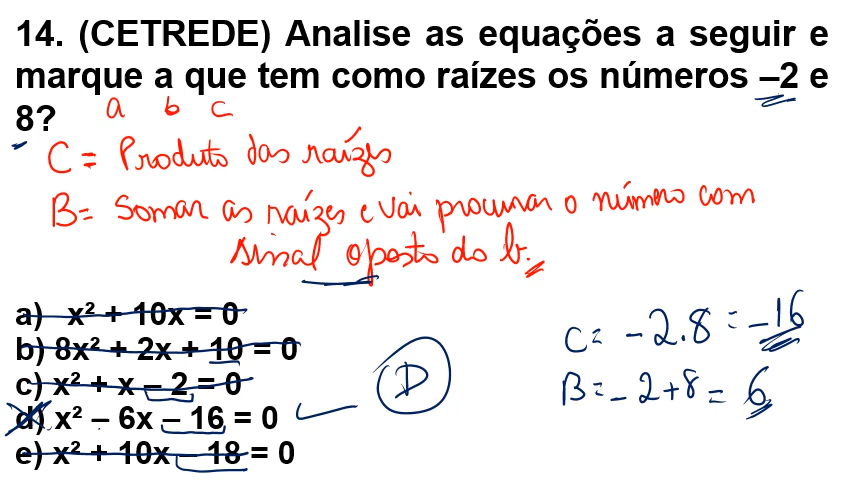 14. (CETREDE) Analise as equações a seguir e
marque a que tem como raízes os números –2 e
8?
a b c
C = Produto das raízes
B= Somar as raízes e vai procurar o número com
sinal oposto do b.
a) x² + 10x = 0
b) 8x² + 2x + 10 = 0
c) x² + x – 2 = 0
d) x² – 6x – 16 = 0
e) x² + 10x – 18 = 0
D
C = -2.8 = -16
B = -2+8 = 6